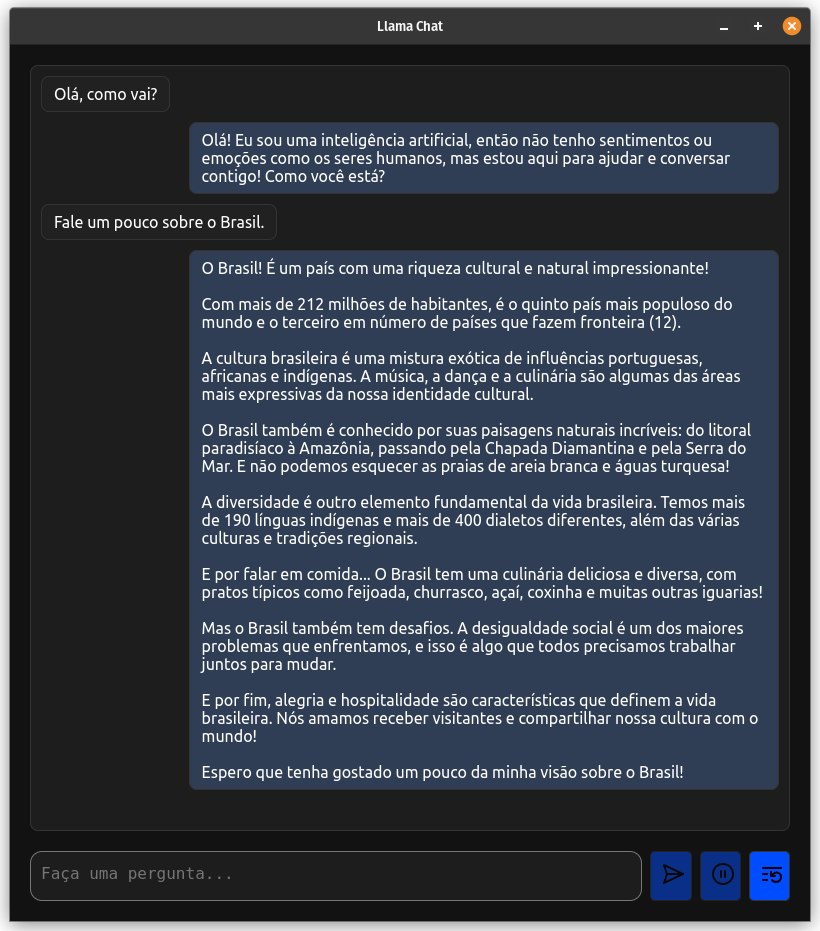 Llama Chat
Olá, como vai?
Olá! Eu sou uma inteligência artificial, então não tenho sentimentos ou
emoções como os seres humanos, mas estou aqui para ajudar e conversar
contigo! Como você está?
Fale um pouco sobre o Brasil.
O Brasil! É um país com uma riqueza cultural e natural impressionante!
Com mais de 212 milhões de habitantes, é o quinto país mais populoso do
mundo e o terceiro em número de países que fazem fronteira (12).
A cultura brasileira é uma mistura exótica de influências portuguesas,
africanas e indígenas. A música, a dança e a culinária são algumas das áreas
mais expressivas da nossa identidade cultural.
O Brasil também é conhecido por suas paisagens naturais incríveis: do litoral
paradisíaco à Amazônia, passando pela Chapada Diamantina e pela Serra do
Mar. E não podemos esquecer as praias de areia branca e águas turquesa!
A diversidade é outro elemento fundamental da vida brasileira. Temos mais
de 190 línguas indígenas e mais de 400 dialetos diferentes, além das várias
culturas e tradições regionais.
E por falar em comida... O Brasil tem uma culinária deliciosa e diversa, com
pratos típicos como feijoada, churrasco, açaí, coxinha e muitas outras iguarias!
Mas o Brasil também tem desafios. A desigualdade social é um dos maiores
problemas que enfrentamos, e isso é algo que todos precisamos trabalhar
juntos para mudar.
E por fim, alegria e hospitalidade são características que definem a vida
brasileira. Nós amamos receber visitantes e compartilhar nossa cultura com o
mundo!
Espero que tenha gostado um pouco da minha visão sobre o Brasil!
Faça uma pergunta...